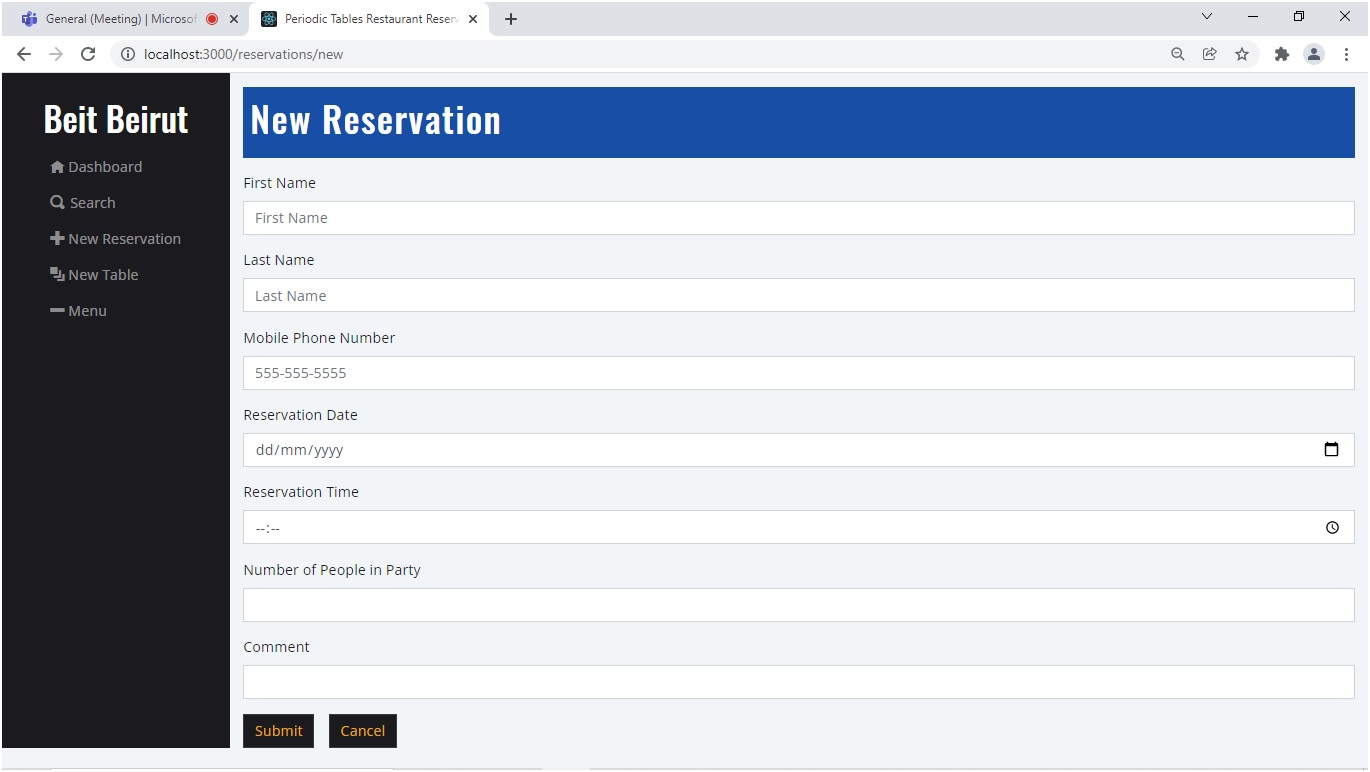 General (Meeting) | Microsof
Periodic Tables Restaurant Reserv
localhost:3000/reservations/new
Beit Beirut
Dashboard
Search
New Reservation
New Table
Menu
New Reservation
First Name
First Name
Last Name
Last Name
Mobile Phone Number
555-555-5555
Reservation Date
dd/mm/yyyy
Reservation Time
--:--
Number of People in Party
Comment
Submit
Cancel